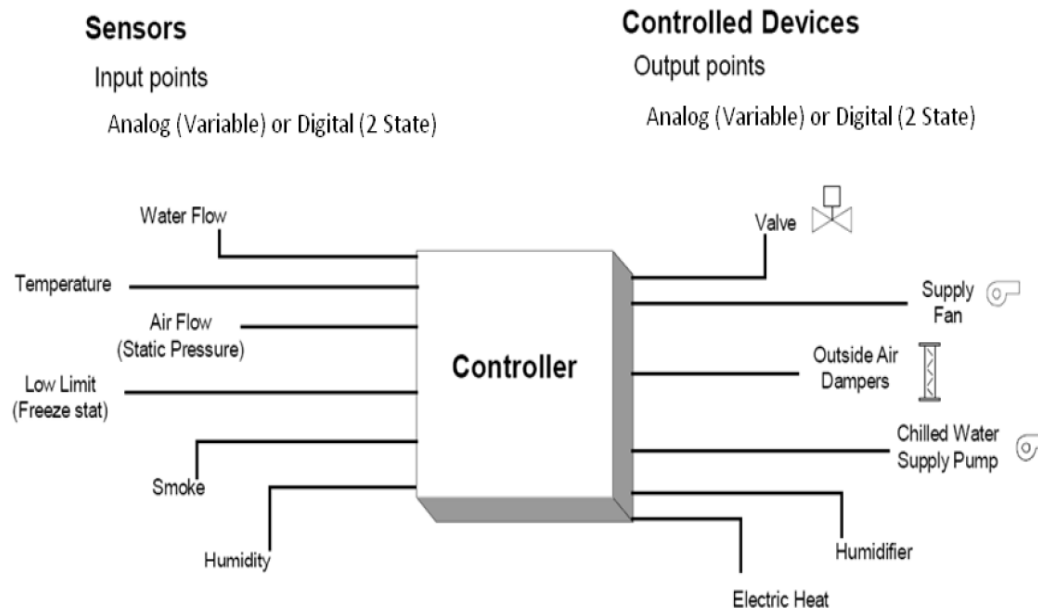 Sensors
Input points
Analog (Variable) or Digital (2 State)
Controlled Devices
Output points
Analog (Variable) or Digital (2 State)
Water Flow
Temperature
Air Flow
(Static Pressure)
Low Limit
(Freeze stat)
Smoke
Humidity
Controller
Valve
Supply
Fan
Outside Air
Dampers
Chilled Water
Supply Pump
Humidifier
Electric Heat